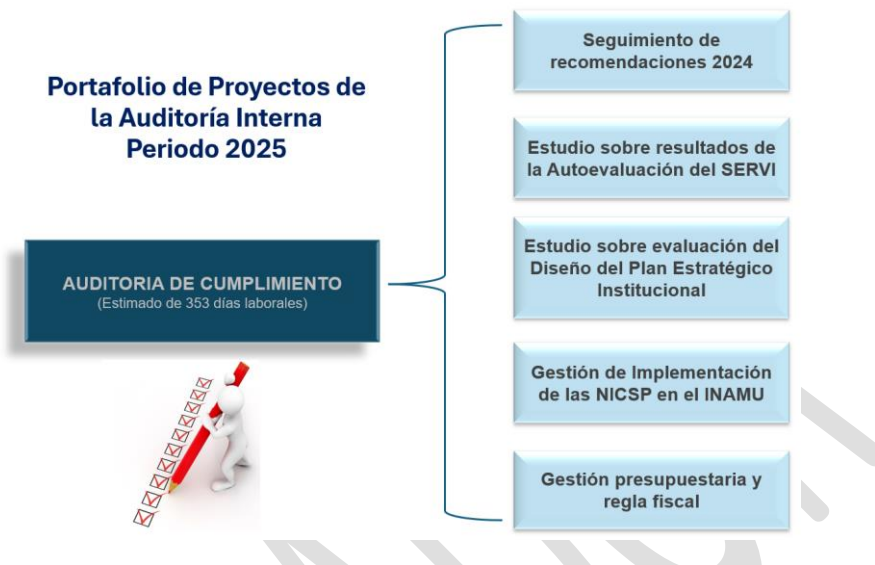 Portafolio de Proyectos de
la Auditoría Interna
Periodo 2025
AUDITORIA DE CUMPLIMIENTO
(Estimado de 353 días laborales)
Seguimiento de
recomendaciones 2024
Estudio sobre resultados de
la Autoevaluación del SERVI
Estudio sobre evaluación del
Diseño del Plan Estratégico
Institucional
Gestión de Implementación
de las NICSP en el INAMU
Gestión presupuestaria y
regla fiscal